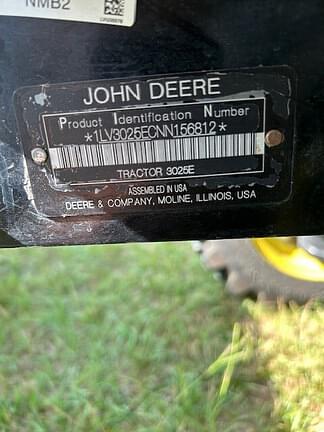 NMB2
JOHN DEERE
Product Identification Number
*1LV3025ECNN156812*
TRACTOR 3025E
ASSEMBLED IN USA
DEERE & COMPANY, MOLINE, ILLINOIS, USA